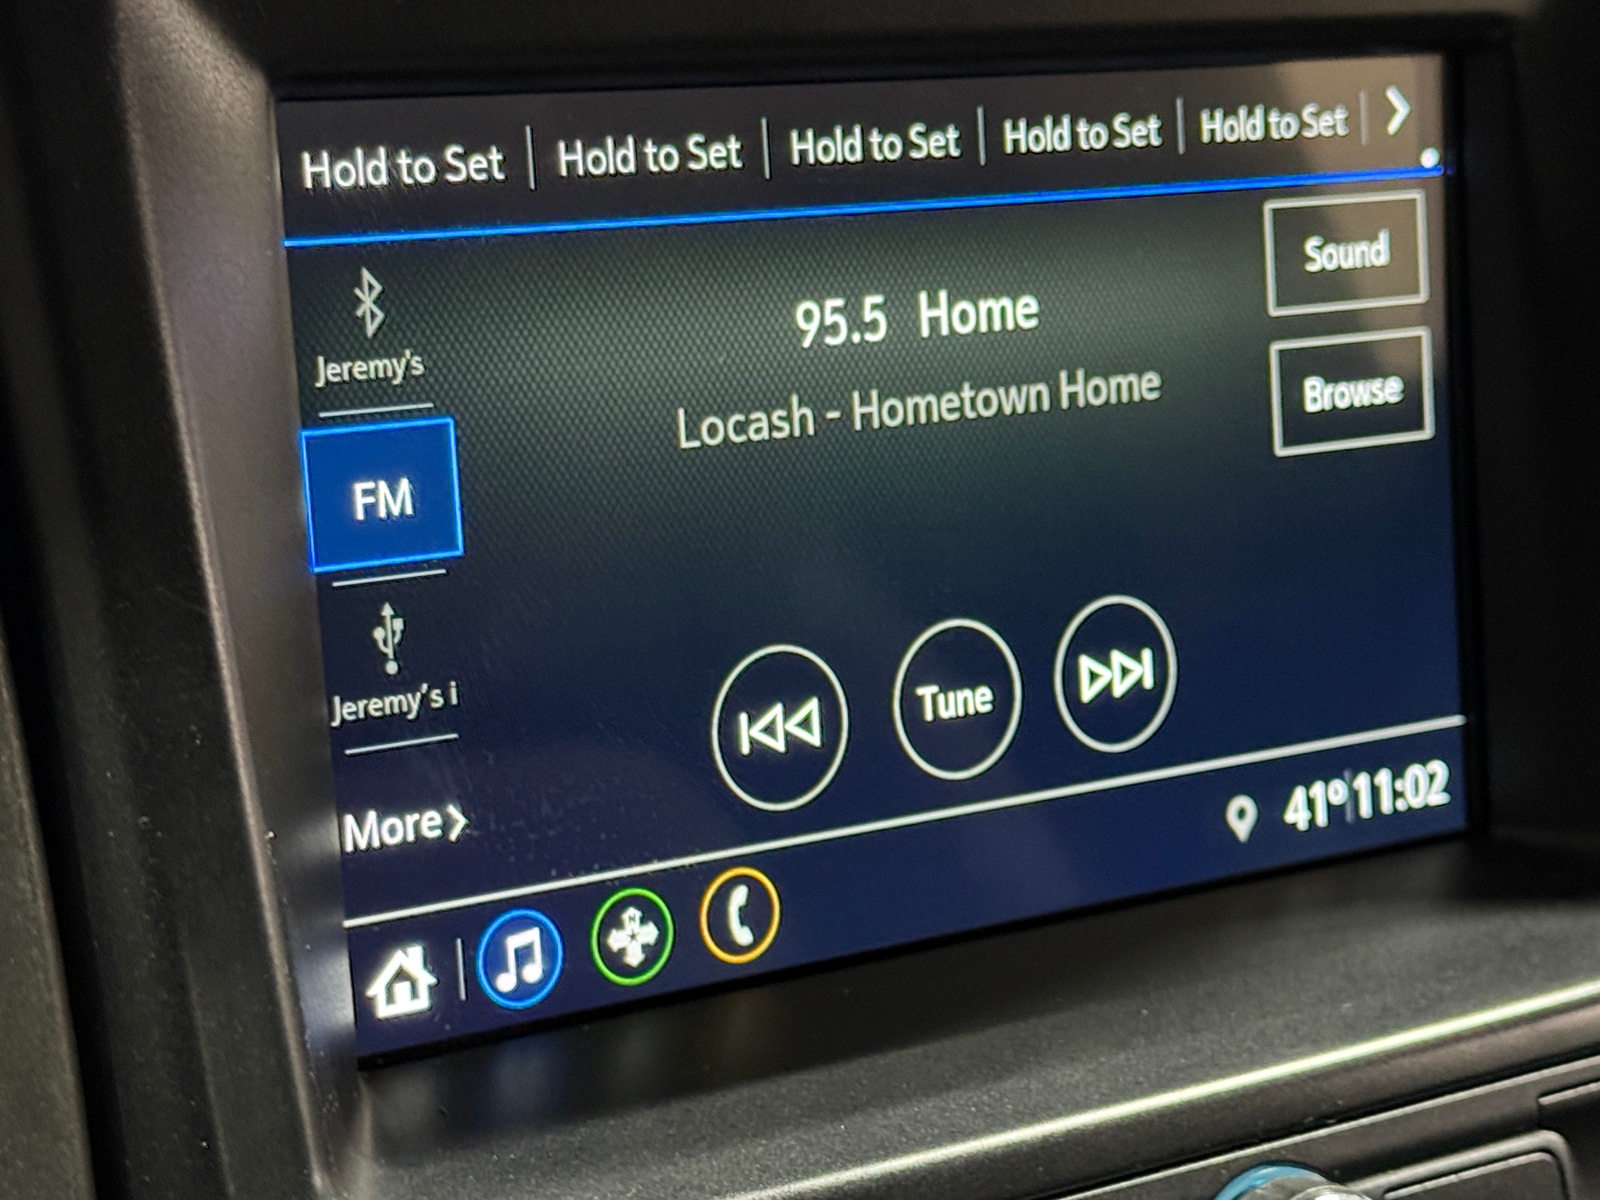 Hold to Set Hold to Set Hold to Set Hold to Set Hold to Set
Sound
95.5 Home
Jeremy's
Locash - Hometown Home
Browse
FM
Jeremy's i
Tune
More
41° 11:02